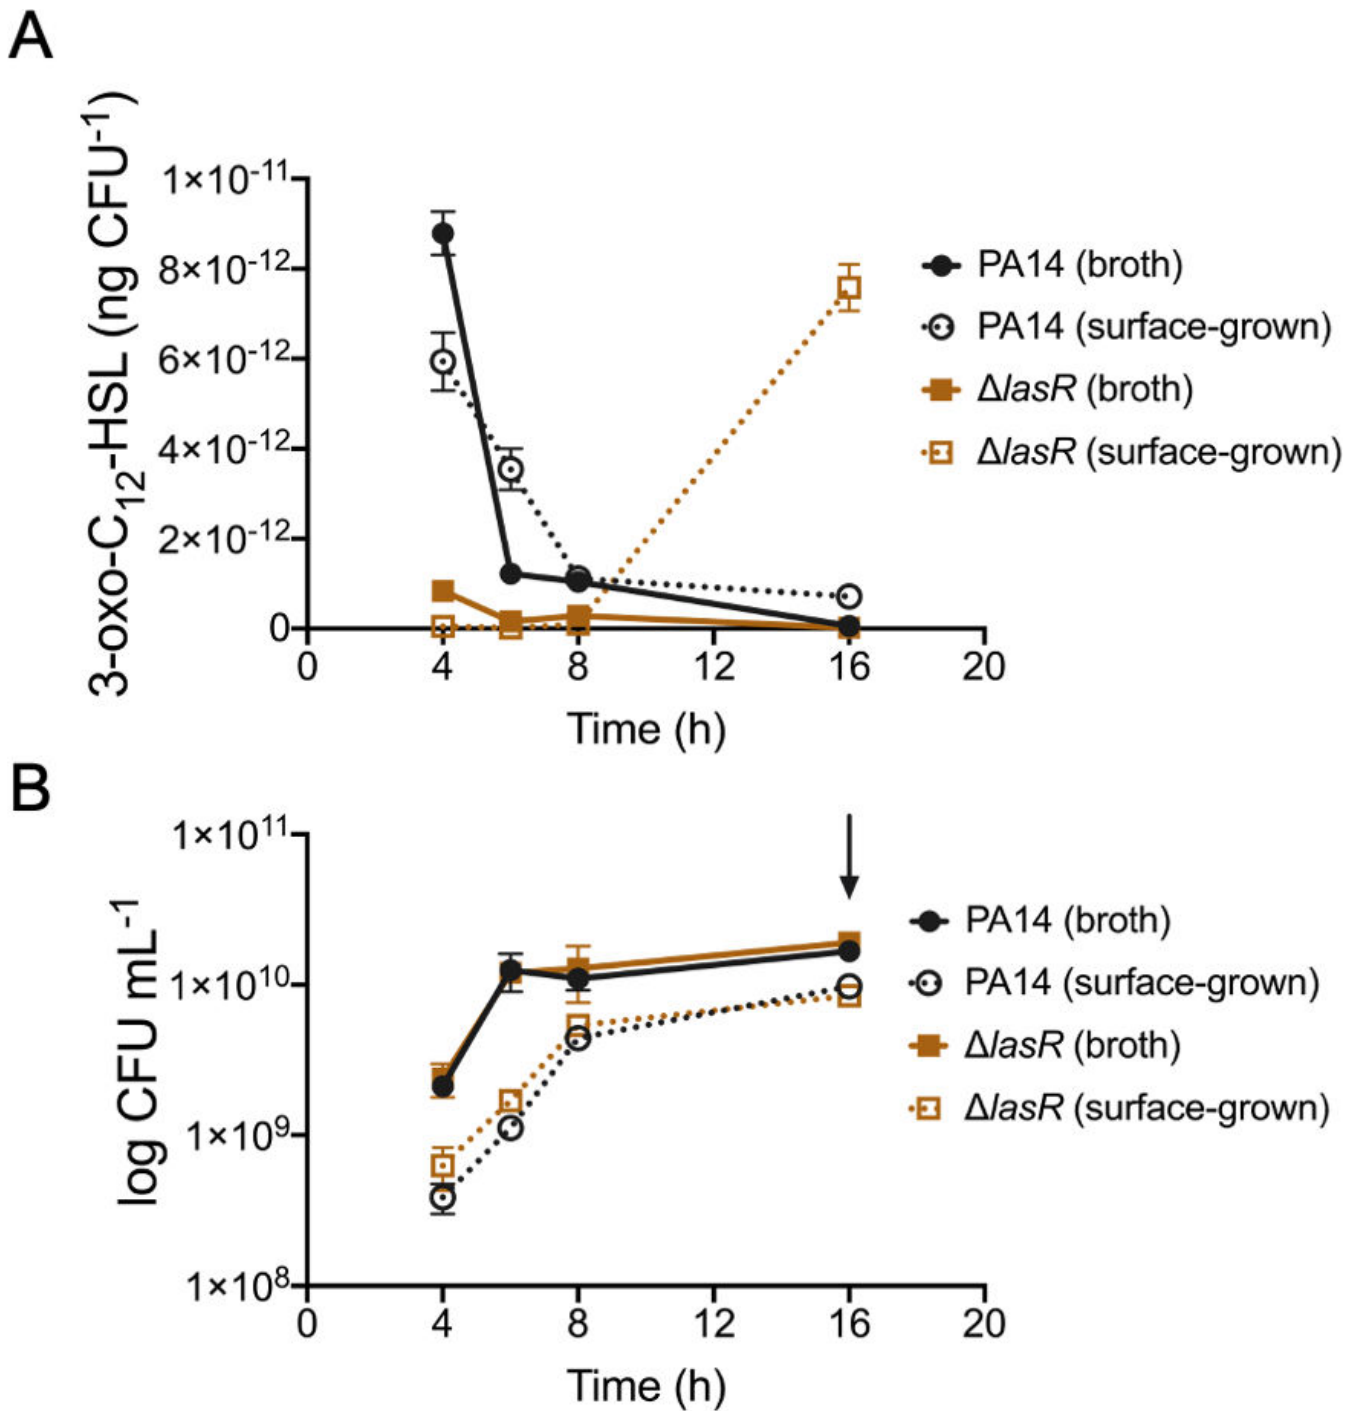 A
3-oxo-C₁₂-HSL (ng CFU⁻¹)
1×10⁻¹¹
8×10⁻¹²
6×10⁻¹²
4×10⁻¹²
2×10⁻¹²
0
0 4 8 12 16 20
Time (h)
PA14 (broth)
PA14 (surface-grown)
ΔlasR (broth)
ΔlasR (surface-grown)
B
log CFU mL⁻¹
1×10¹¹
1×10¹⁰
1×10⁹
1×10⁸
0 4 8 12 16 20
Time (h)
PA14 (broth)
PA14 (surface-grown)
ΔlasR (broth)
ΔlasR (surface-grown)